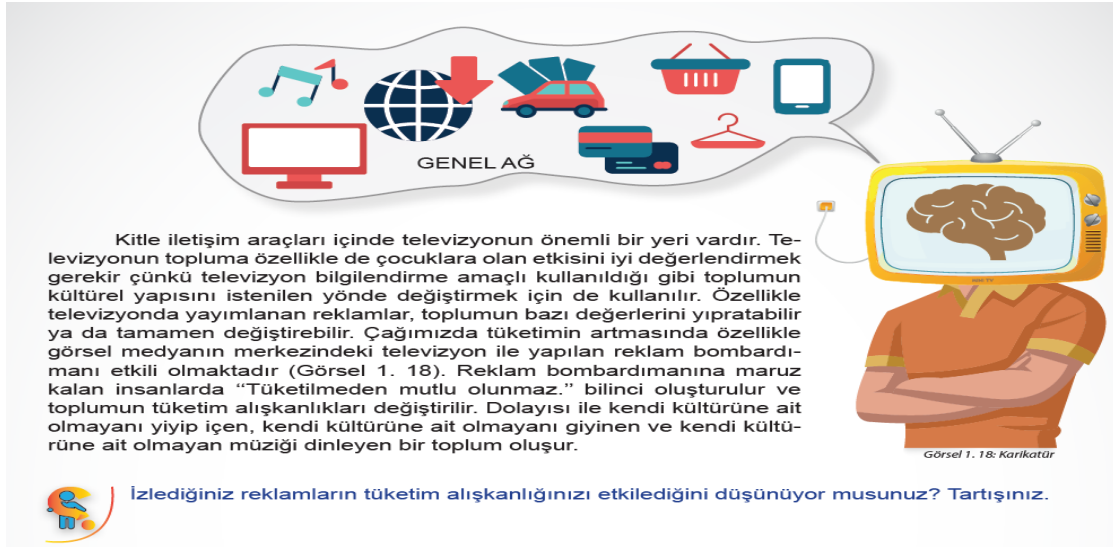 GENEL AĞ
Kitle iletişim araçları içinde televizyonun önemli bir yeri vardır. Te-
levizyonun topluma özellikle de çocuklara olan etkisini iyi değerlendirmek
gerekir çünkü televizyon bilgilendirme amaçlı kullanıldığı gibi toplumun
kültürel yapısını istenilen yönde değiştirmek için de kullanılır. Özellikle
televizyonda yayımlanan reklamlar, toplumun bazı değerlerini yıpratabilir
ya da tamamen değiştirebilir. Çağımızda tüketimin artmasında özellikle
görsel medyanın merkezindeki televizyon ile yapılan reklam bombardı-
manı etkili olmaktadır (Görsel 1. 18). Reklam bombardımanına maruz
kalan insanlarda “Tüketilmeden mutlu olunmaz.” bilinci oluşturulur ve
toplumun tüketim alışkanlıkları değiştirilir. Dolayısı ile kendi kültürüne ait
olmayanı yiyip içen, kendi kültürüne ait olmayanı giyinen ve kendi kültü-
rüne ait olmayan müziği dinleyen bir toplum oluşur.
Görsel 1. 18: Karikatür
İzlediğiniz reklamların tüketim alışkanlığınızı etkilediğini düşünüyor musunuz? Tartışınız.